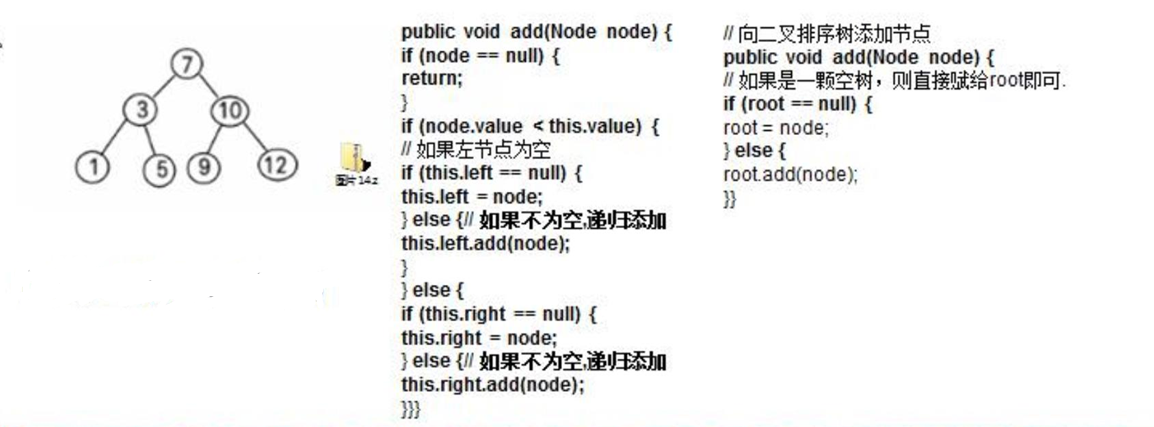 7
3
10
1
5
9
12
图片14.z
public void add(Node node) {
if (node == null) {
return;
}
if (node.value < this.value) {
// 如果左节点为空
if (this.left == null) {
this.left = node;
} else {// 如果不为空,递归添加
this.left.add(node);
}
} else {
if (this.right == null) {
this.right = node;
} else {// 如果不为空,递归添加
this.right.add(node);
}}}
// 向二叉排序树添加节点
public void add(Node node) {
// 如果是一颗空树，则直接赋给root即可.
if (root == null) {
root = node;
} else {
root.add(node);
}}